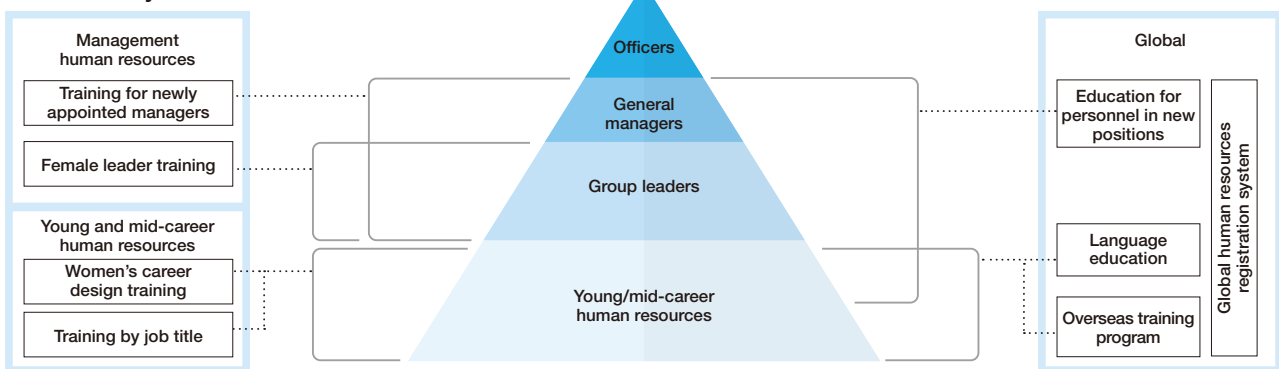 Management
human resources
Training for newly
appointed managers
Female leader training
Young and mid-career
human resources
Women’s career
design training
Training by job title
Officers
General
managers
Group leaders
Young/mid-career
human resources
Global
Education for
personnel in new
positions
Language
education
Overseas training
program
Global human resources
registration system